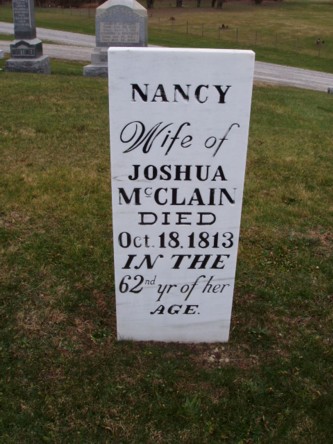 NANCY
Wife of
JOSHUA
McCLAIN
DIED
Oct. 18, 1813
IN THE
62nd yr of her
AGE.